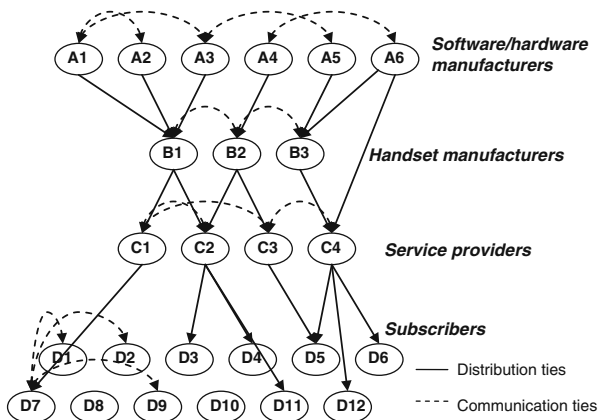 A1 A2 A3 A4 A5 A6
Software/hardware
manufacturers
B1 B2 B3
Handset manufacturers
C1 C2 C3 C4
Service providers
Subscribers
D1 D2 D3 D4 D5 D6
Distribution ties
D7 D8 D9 D10 D11 D12
Communication ties